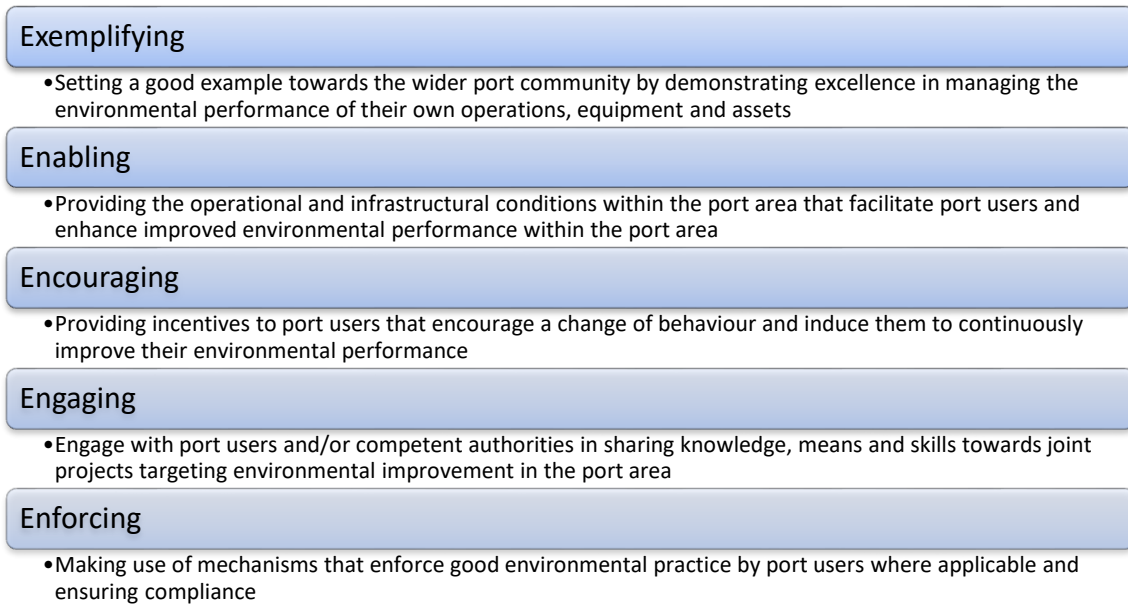 Exemplifying
•Setting a good example towards the wider port community by demonstrating excellence in managing the
environmental performance of their own operations, equipment and assets
Enabling
•Providing the operational and infrastructural conditions within the port area that facilitate port users and
enhance improved environmental performance within the port area
Encouraging
•Providing incentives to port users that encourage a change of behaviour and induce them to continuously
improve their environmental performance
Engaging
•Engage with port users and/or competent authorities in sharing knowledge, means and skills towards joint
projects targeting environmental improvement in the port area
Enforcing
•Making use of mechanisms that enforce good environmental practice by port users where applicable and
ensuring compliance